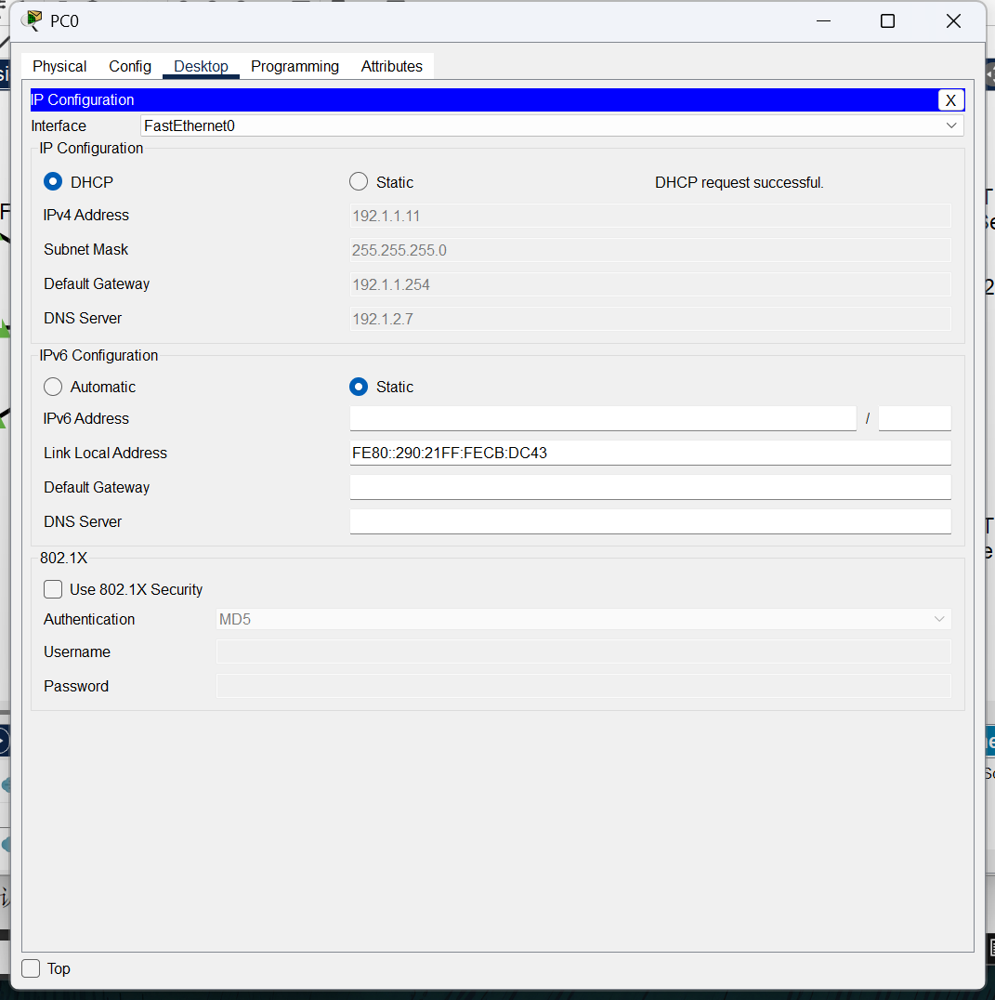 PC0
Physical Config Desktop Programming Attributes
IP Configuration X
Interface FastEthernet0
IP Configuration
DHCP Static DHCP request successful.
IPv4 Address 192.1.1.11
Subnet Mask 255.255.255.0
Default Gateway 192.1.1.254
DNS Server 192.1.2.7
IPv6 Configuration
Automatic Static
IPv6 Address /
Link Local Address FE80::290:21FF:FECB:DC43
Default Gateway
DNS Server
802.1X
Use 802.1X Security
Authentication MD5
Username
Password
Top